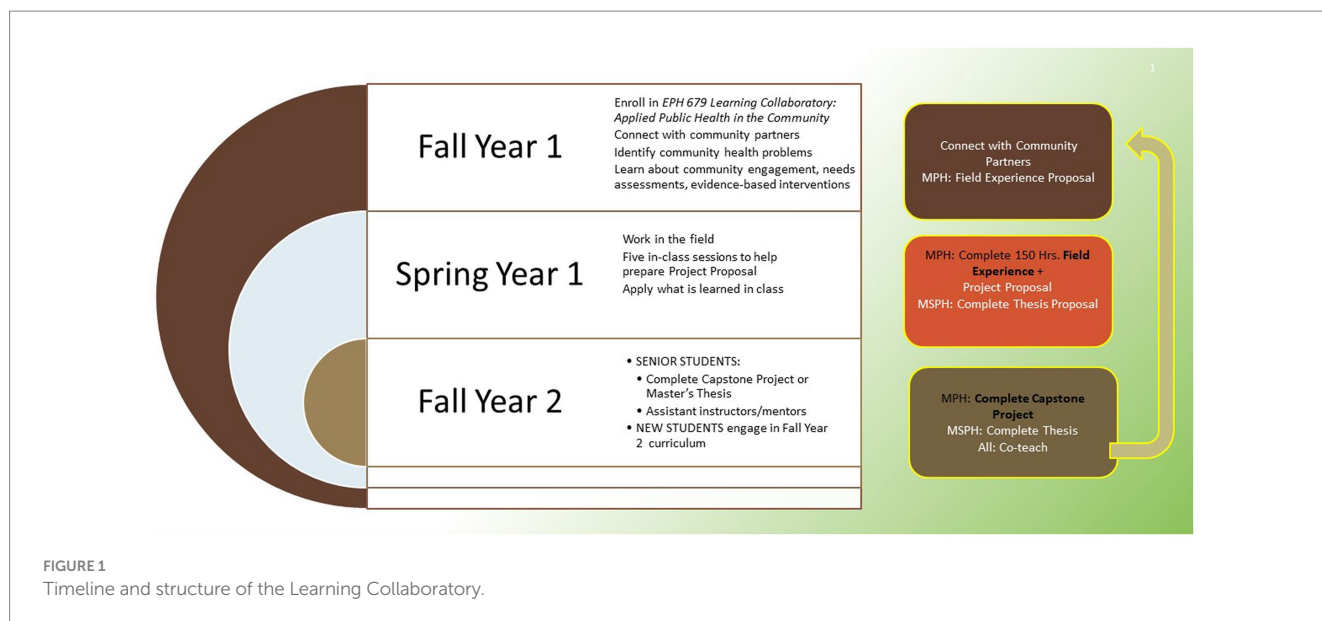 1
Fall Year 1
Enroll in EPH 679 Learning Collaboratory:
Applied Public Health in the Community
Connect with community partners
Identify community health problems
Learn about community engagement, needs
assessments, evidence-based interventions
Connect with Community
Partners
MPH: Field Experience Proposal
Spring Year 1
Work in the field
Five in-class sessions to help
prepare Project Proposal
Apply what is learned in class
MPH: Complete 150 Hrs. Field
Experience +
Project Proposal
MSPH: Complete Thesis Proposal
Fall Year 2
• SENIOR STUDENTS:
• Complete Capstone Project or
Master's Thesis
• Assistant instructors/mentors
• NEW STUDENTS engage in Fall Year
2 curriculum
MPH: Complete Capstone
Project
MSPH: Complete Thesis
All: Co-teach
FIGURE 1
Timeline and structure of the Learning Collaboratory.